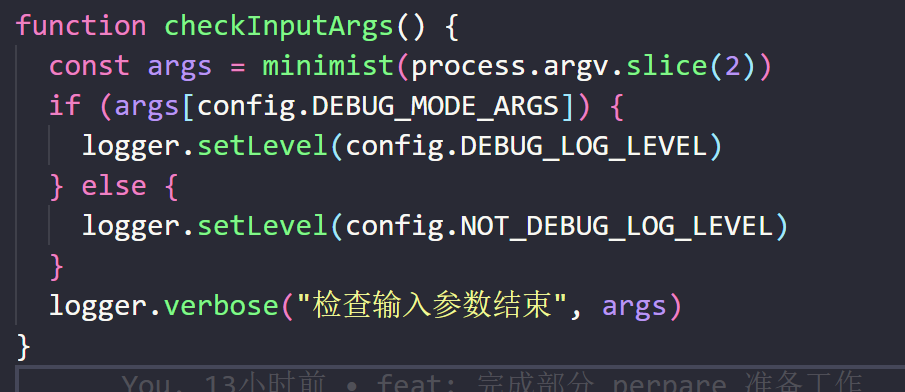 function checkInputArgs() {
const args = minimist(process.argv.slice(2))
if (args[config.DEBUG_MODE_ARGS]) {
logger.setLevel(config.DEBUG_LOG_LEVEL)
} else {
logger.setLevel(config.NOT_DEBUG_LOG_LEVEL)
}
logger.verbose("检查输入参数结束", args)
}
You, 13小时前 • feat: 完成部分 perpare 准备工作